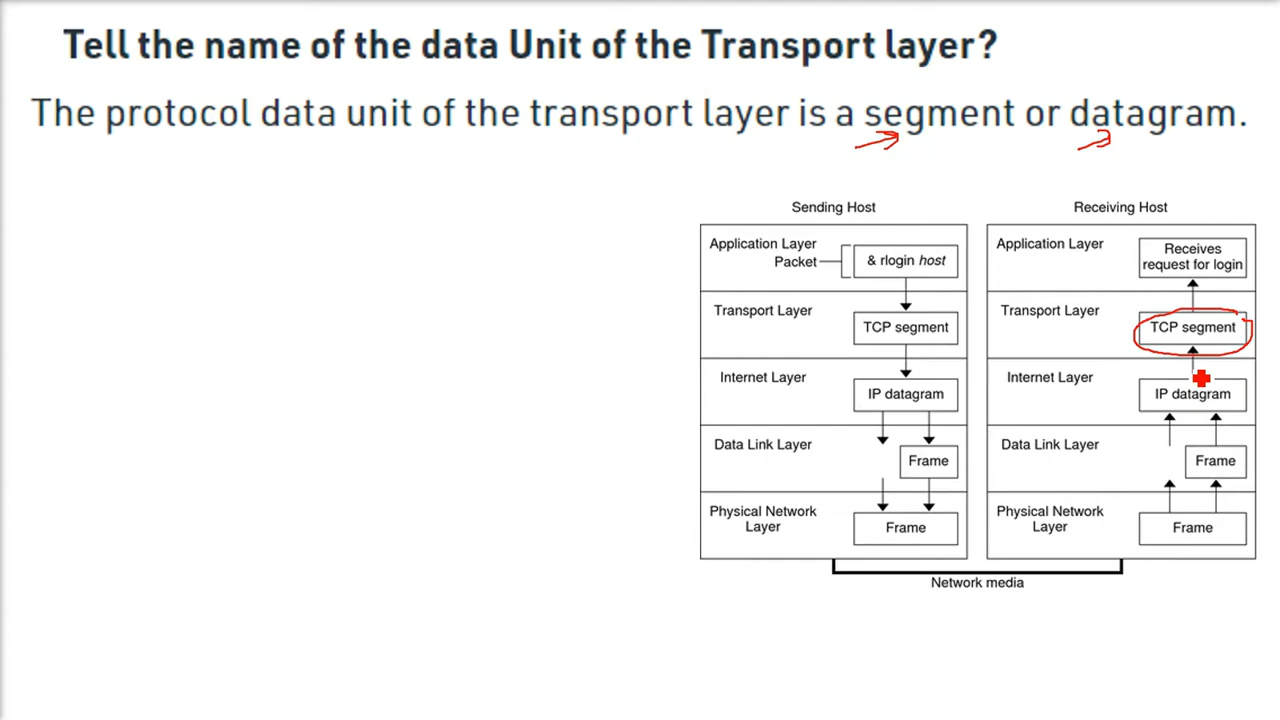 Tell the name of the data Unit of the Transport layer?
The protocol data unit of the transport layer is a segment or datagram.
Sending Host
Application Layer
Packet
& rlogin host
Transport Layer
TCP segment
Internet Layer
IP datagram
Data Link Layer
Frame
Physical Network
Layer
Frame
Receiving Host
Application Layer
Receives
request for login
Transport Layer
TCP segment
Internet Layer
IP datagram
Data Link Layer
Frame
Physical Network
Layer
Frame
Network media